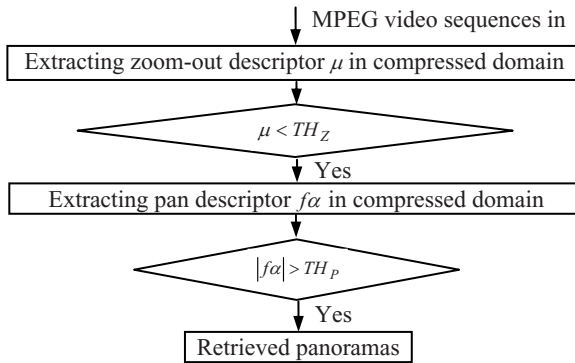 MPEG video sequences in
Extracting zoom-out descriptor μ in compressed domain
μ < TH_Z
Yes
Extracting pan descriptor fα in compressed domain
|fα| > TH_P
Yes
Retrieved panoramas